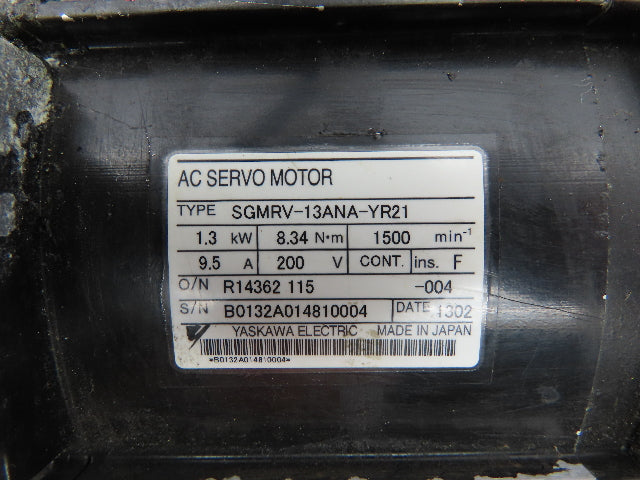 AC SERVO MOTOR
TYPE SGMRV-13ANA-YR21
1.3 kW 8.34 N•m 1500 min-1
9.5 A 200 V CONT. ins. F
O/N R14362 115 -004
S/N B0132A014810004 DATE 1302
YASKAWA ELECTRIC MADE IN JAPAN
*B0132A014810004*